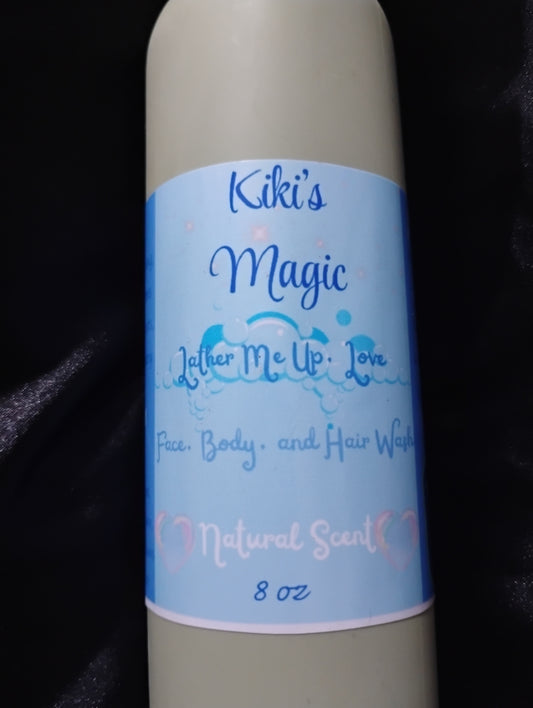 Kiki's
Magic
Lather Me Up. Love
Face. Body. and Hair Wash
Natural Scent
8 oz